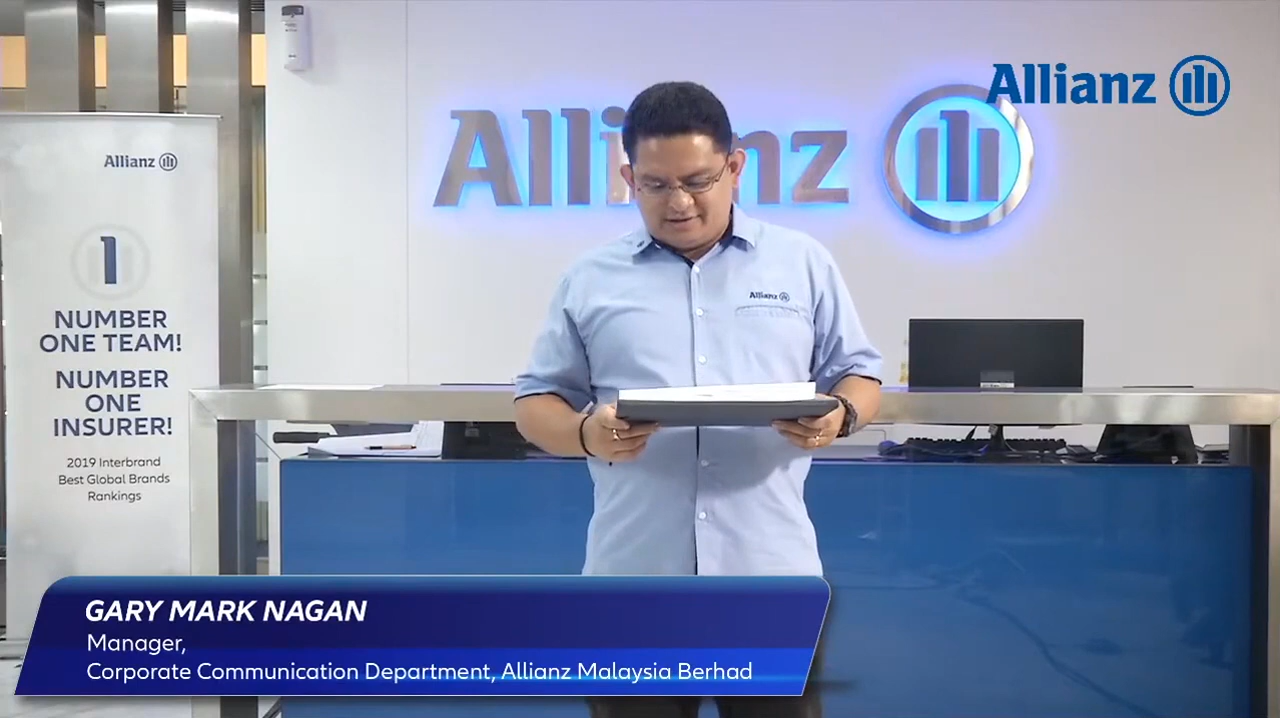 Allianz
Allianz
Allianz
1
NUMBER
ONE TEAM!
NUMBER
ONE
INSURER!
2019 Interbrand
Best Global Brands
Rankings
Allianz
GARY MARK NAGAN
Manager,
Corporate Communication Department, Allianz Malaysia Berhad